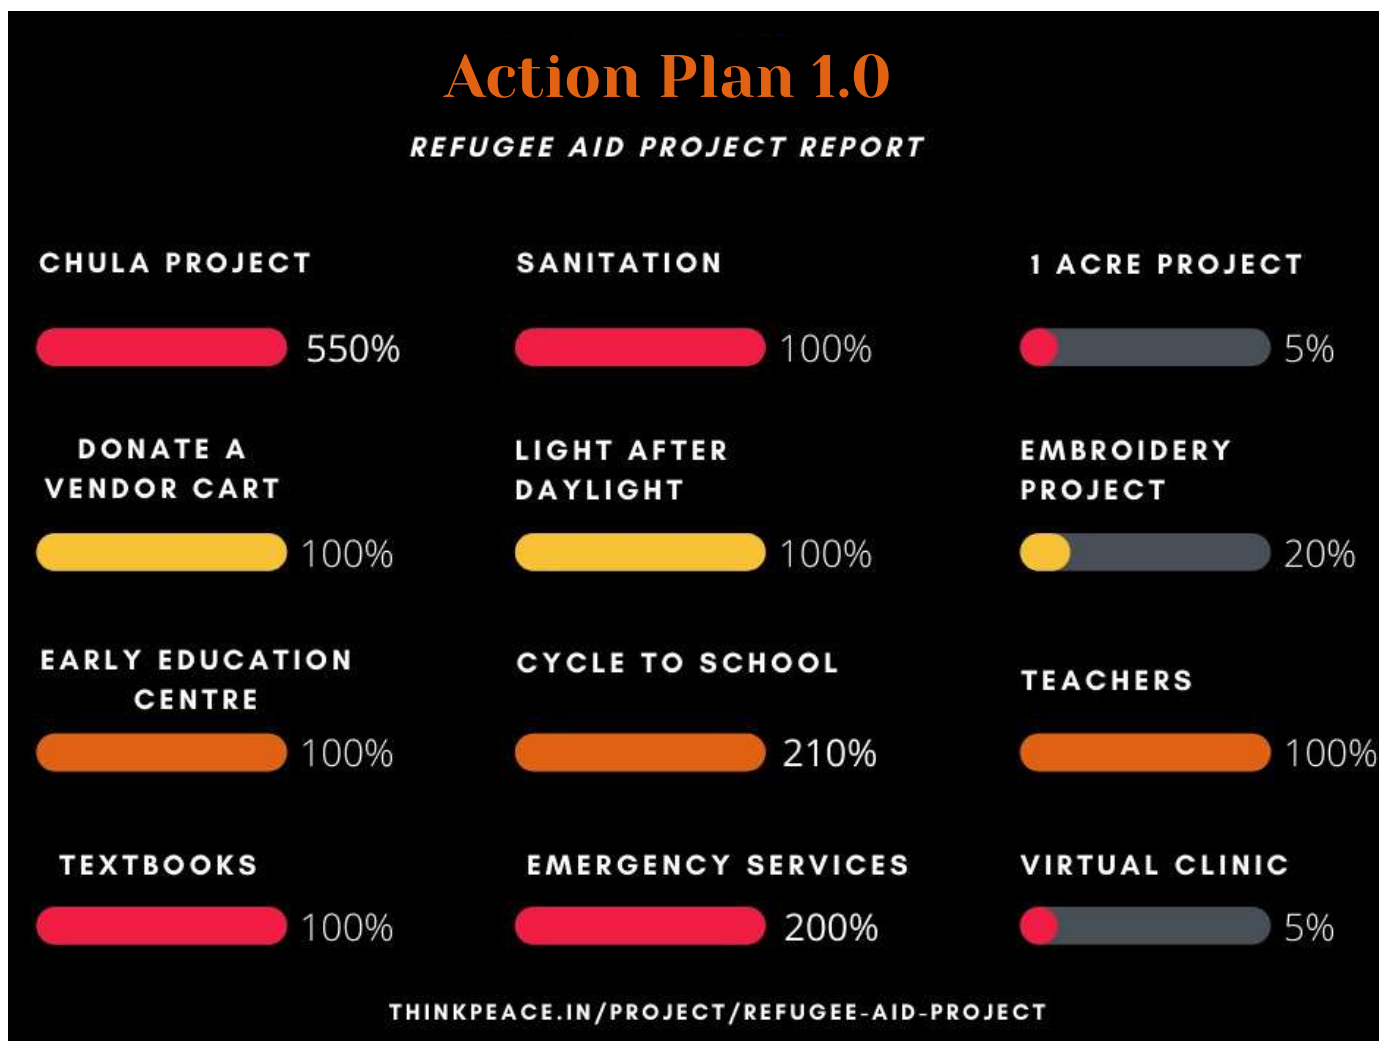 Action Plan 1.0
REFUGEE AID PROJECT REPORT
CHULA PROJECT
550%
SANITATION
100%
1 ACRE PROJECT
5%
DONATE A
VENDOR CART
100%
LIGHT AFTER
DAYLIGHT
100%
EMBROIDERY
PROJECT
20%
EARLY EDUCATION
CENTRE
100%
CYCLE TO SCHOOL
210%
TEACHERS
100%
TEXTBOOKS
100%
EMERGENCY SERVICES
200%
VIRTUAL CLINIC
5%
THINKPEACE.IN/PROJECT/REFUGEE-AID-PROJECT